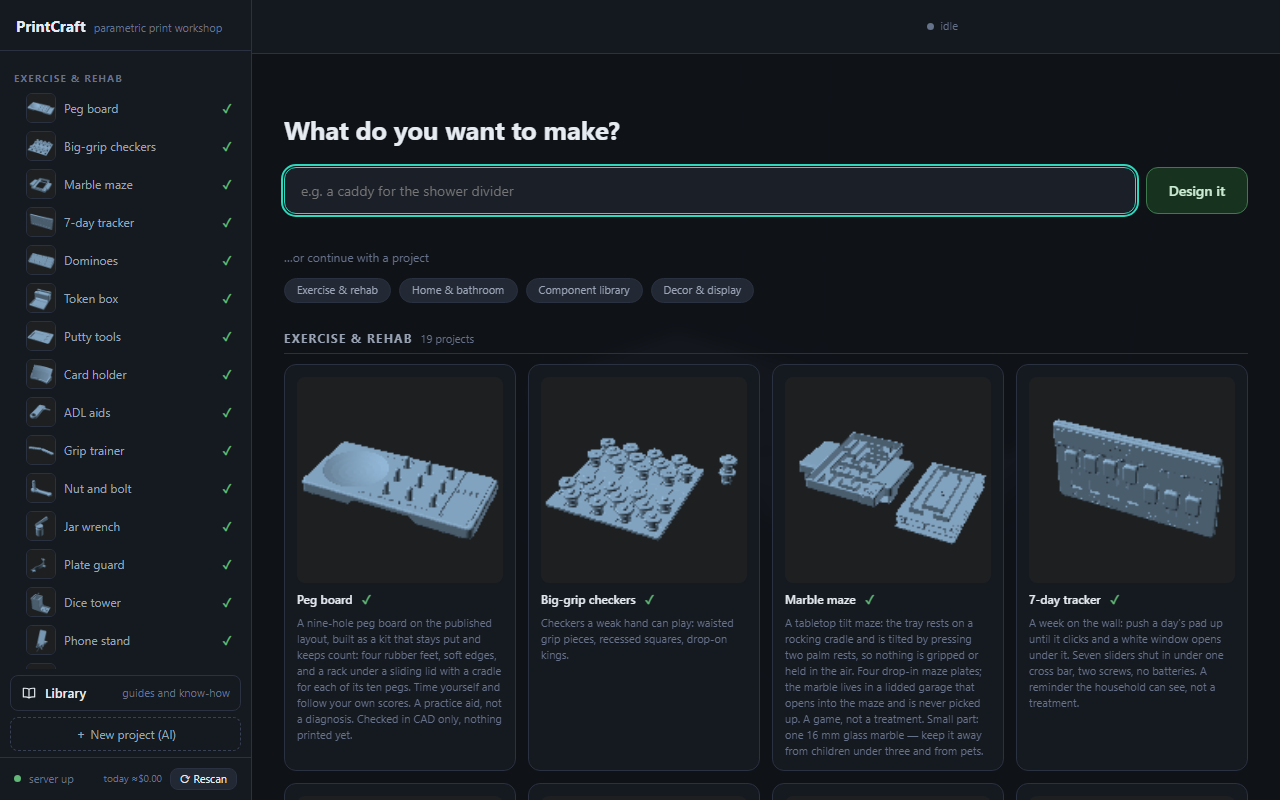 PrintCraft parametric print workshop
idle
EXERCISE & REHAB
Peg board ✓
Big-grip checkers ✓
Marble maze ✓
7-day tracker ✓
Dominoes ✓
Token box ✓
Putty tools ✓
Card holder ✓
ADL aids ✓
Grip trainer ✓
Nut and bolt ✓
Jar wrench ✓
Plate guard ✓
Dice tower ✓
Phone stand ✓
Library guides and know-how
+ New project (AI)
server up today ≈$0.00 ⟳ Rescan
What do you want to make?
e.g. a caddy for the shower divider
Design it
...or continue with a project
Exercise & rehab Home & bathroom Component library Decor & display
EXERCISE & REHAB 19 projects
Peg board ✓
A nine-hole peg board on the published
layout, built as a kit that stays put and
keeps count: four rubber feet, soft edges,
and a rack under a sliding lid with a cradle
for each of its ten pegs. Time yourself and
follow your own scores. A practice aid, not
a diagnosis. Checked in CAD only, nothing
printed yet.
Big-grip checkers ✓
Checkers a weak hand can play: waisted
grip pieces, recessed squares, drop-on
kings.
Marble maze ✓
A tabletop tilt maze: the tray rests on a
rocking cradle and is tilted by pressing
two palm rests, so nothing is gripped or
held in the air. Four drop-in maze plates;
the marble lives in a lidded garage that
opens into the maze and is never picked
up. A game, not a treatment. Small part:
one 16 mm glass marble — keep it away
from children under three and from pets.
7-day tracker ✓
A week on the wall: push a day's pad up
until it clicks and a white window opens
under it. Seven sliders shut in under one
cross bar, two screws, no batteries. A
reminder the household can see, not a
treatment.